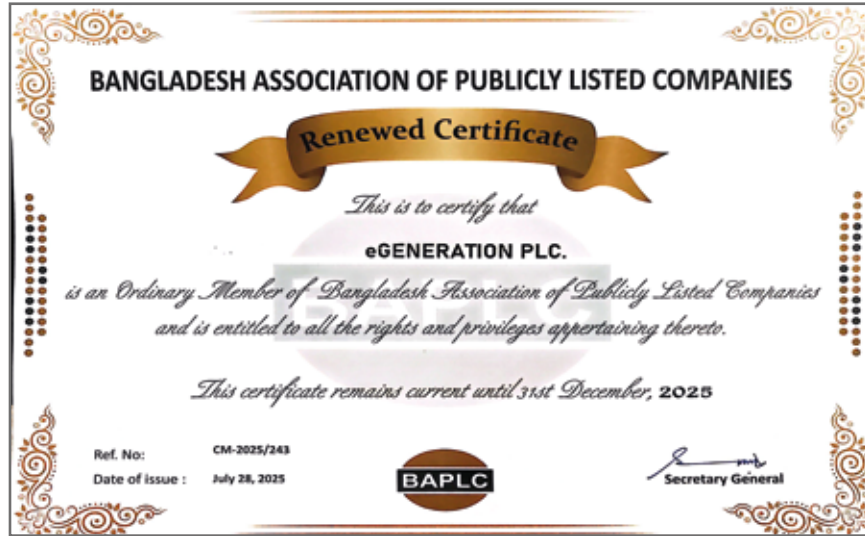 BANGLADESH ASSOCIATION OF PUBLICLY LISTED COMPANIES
Renewed Certificate
This is to certify that
eGENERATION PLC.
is an Ordinary Member of Bangladesh Association of Publicly Listed Companies
and is entitled to all the rights and privileges appertaining thereto.
This certificate remains current until 31st December, 2025
Ref. No: CM-2025/243
Date of issue : July 28, 2025
BAPLC
Secretary General
BAPLC